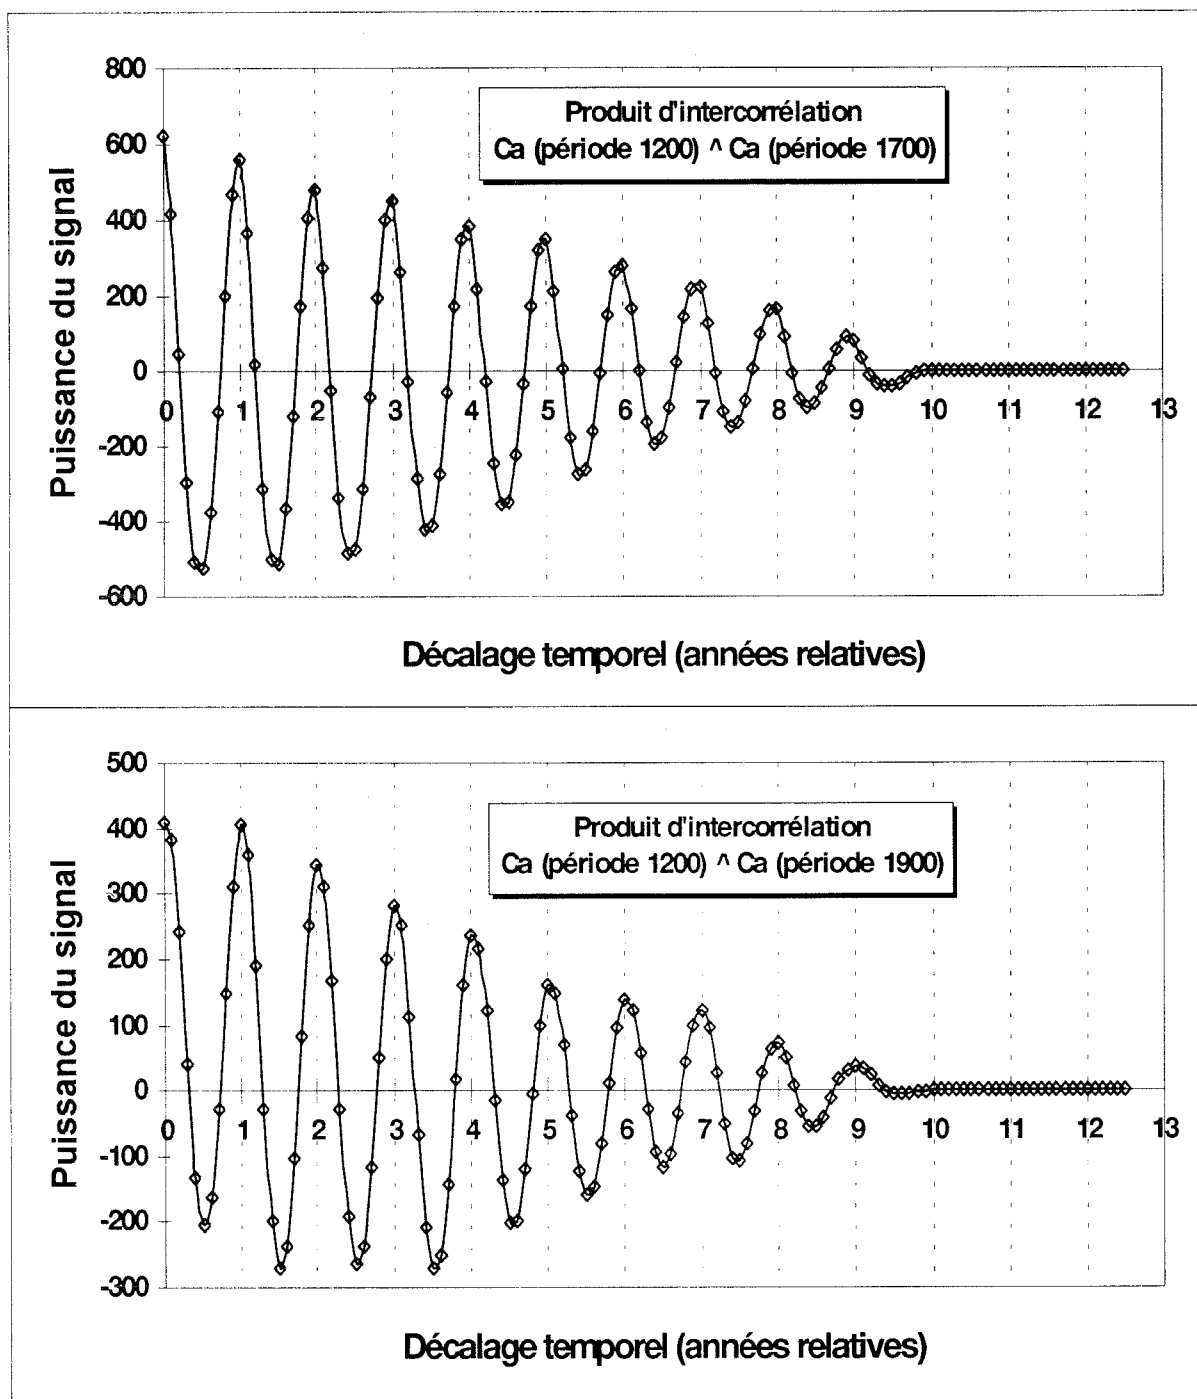 800
600
400
200
0
-200
-400
-600
Puissance du signal
Produit d'intercorrélation
Ca (période 1200) ^ Ca (période 1700)
0 1 2 3 4 5 6 7 8 9 10 11 12 13
Décalage temporel (années relatives)
500
400
300
200
100
0
-100
-200
-300
Puissance du signal
Produit d'intercorrélation
Ca (période 1200) ^ Ca (période 1900)
0 1 2 3 4 5 6 7 8 9 10 11 12 13
Décalage temporel (années relatives)